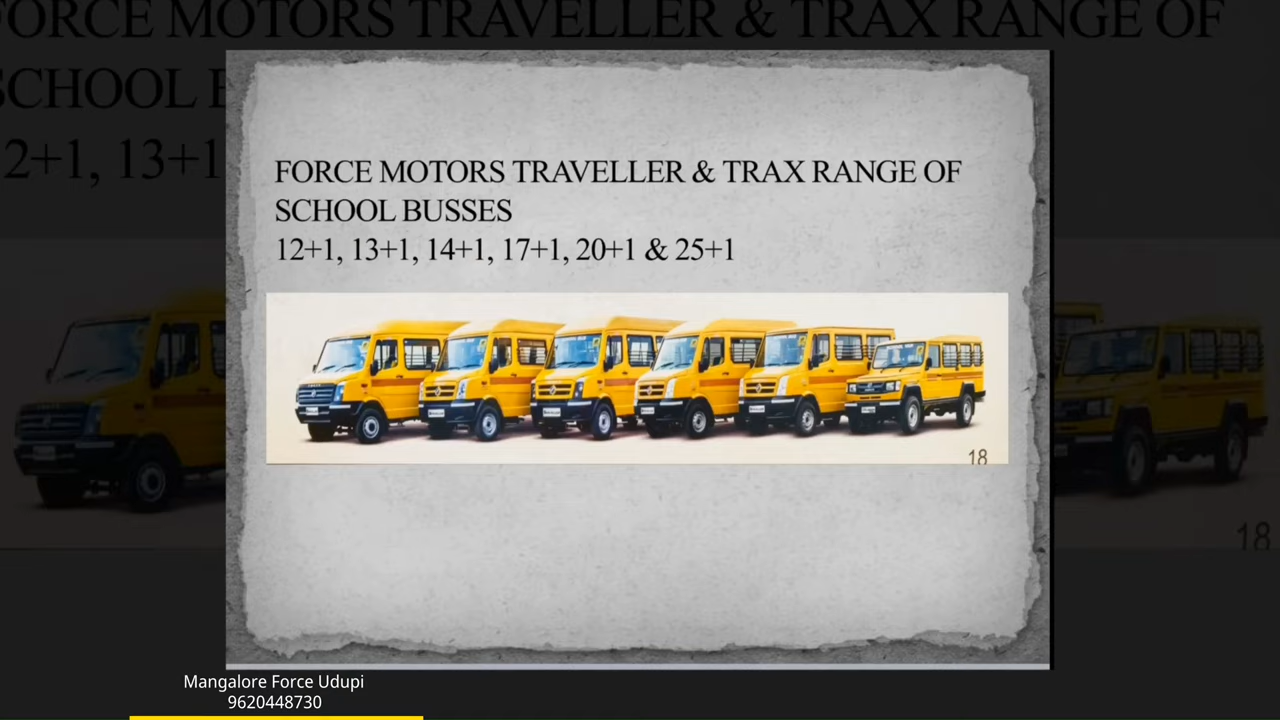 FORCE MOTORS TRAVELLER & TRAX RANGE OF
SCHOOL BUSSES
12+1, 13+1, 14+1, 17+1, 20+1 & 25+1
18
Mangalore Force Udupi
9620448730